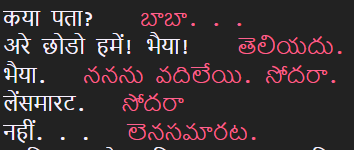 कया पता? బాబా. . .
अरे छोडो हमें! भैया! తెలియదు.
भैया. ననను వదిలేయి. సోదరా.
लेंसमारट. సోదరా
नहीं. . . లెనసమారట.